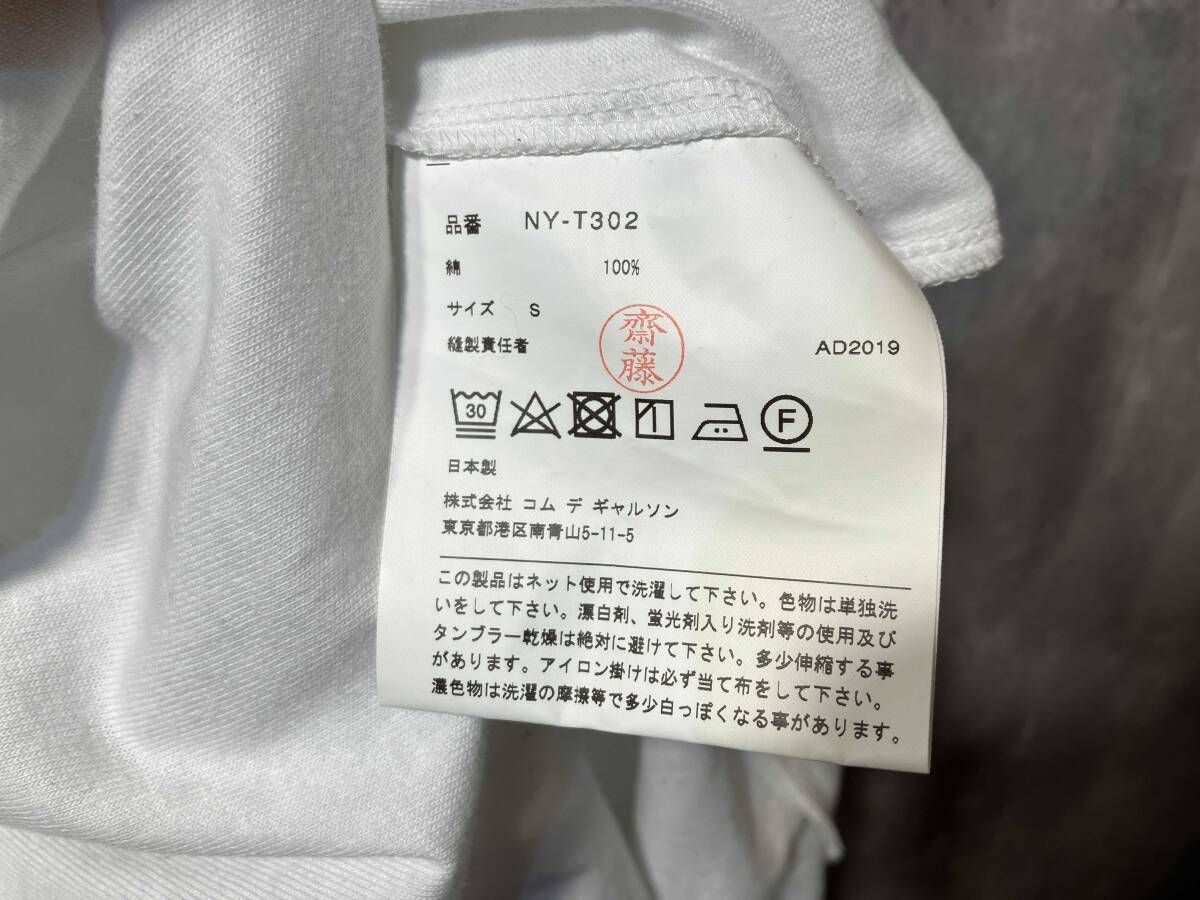 品番 NY-T302
綿 100%
サイズ S
縫製責任者 齋藤 AD2019
30 F
日本製
株式会社 コム デ ギャルソン
東京都港区南青山5-11-5
この製品はネット使用で洗濯して下さい。色物は単独洗
いをして下さい。漂白剤、蛍光剤入り洗剤等の使用及び
タンブラー乾燥は絶対に避けて下さい。多少伸縮する事
があります。アイロン掛けは必ず当て布をして下さい。
濃色物は洗濯の摩擦等で多少白っぽくなる事があります。